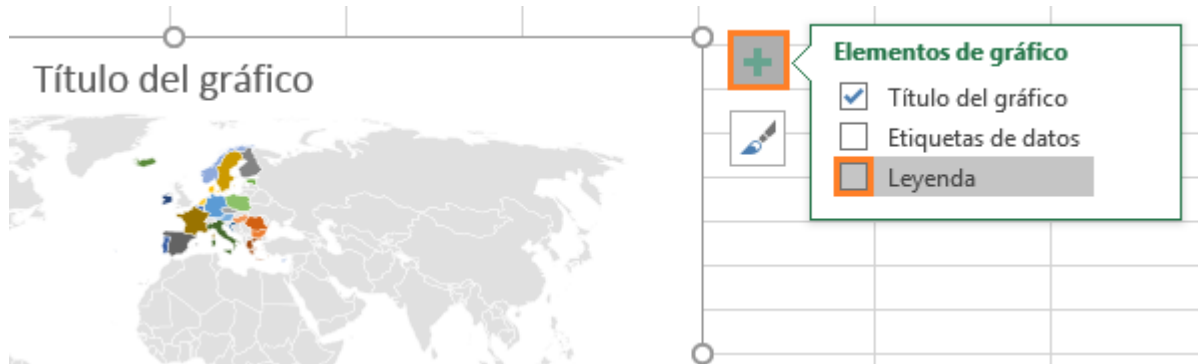 Título del gráfico
Elementos de gráfico
Título del gráfico
Etiquetas de datos
Leyenda